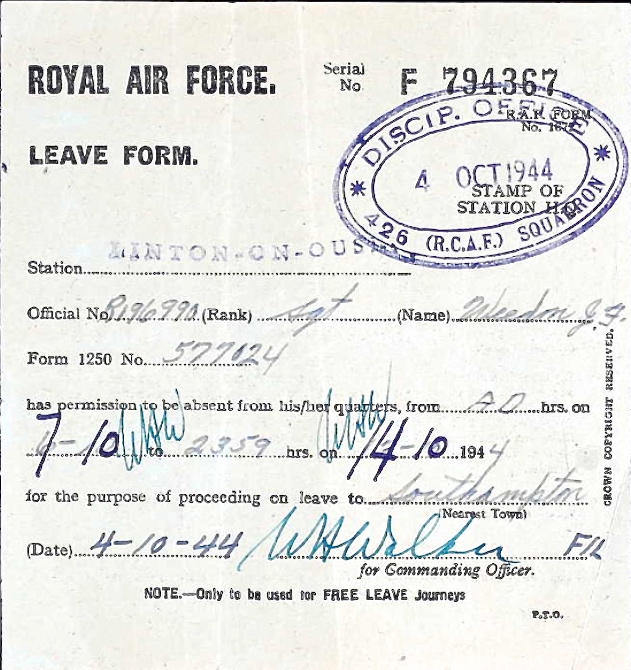 ROYAL AIR FORCE.
Serial No. F 794367
R.A.F. FORM
No.
LEAVE FORM.
DISCIP. OFFICE
4 OCT 1944
STAMP OF
STATION H.Q.
426 (R.C.A.F.) SQUADRON
LINTON-ON-OUSE
Station
Official No. R196990 (Rank) Sgt (Name) Weedon J.F.
Form 1250 No. 577024
has permission to be absent from his/her quarters, from AD hrs. on
7-10 WHW to 2359 hrs. on WHW 14-10 1944
for the purpose of proceeding on leave to Southampton
(Nearest Town)
(Date) 4-10-44 WHWalker F/L
for Commanding Officer.
NOTE.—Only to be used for FREE LEAVE Journeys
P.T.O.
CROWN COPYRIGHT RESERVED.